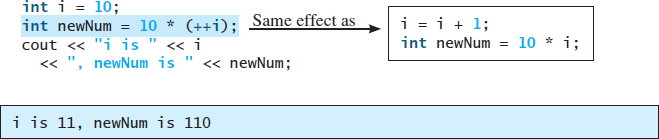 int i = 10;
int newNum = 10 * (++i);
Same effect as
i = i + 1;
int newNum = 10 * i;
cout << "i is " << i
<< ", newNum is " << newNum;
i is 11, newNum is 110